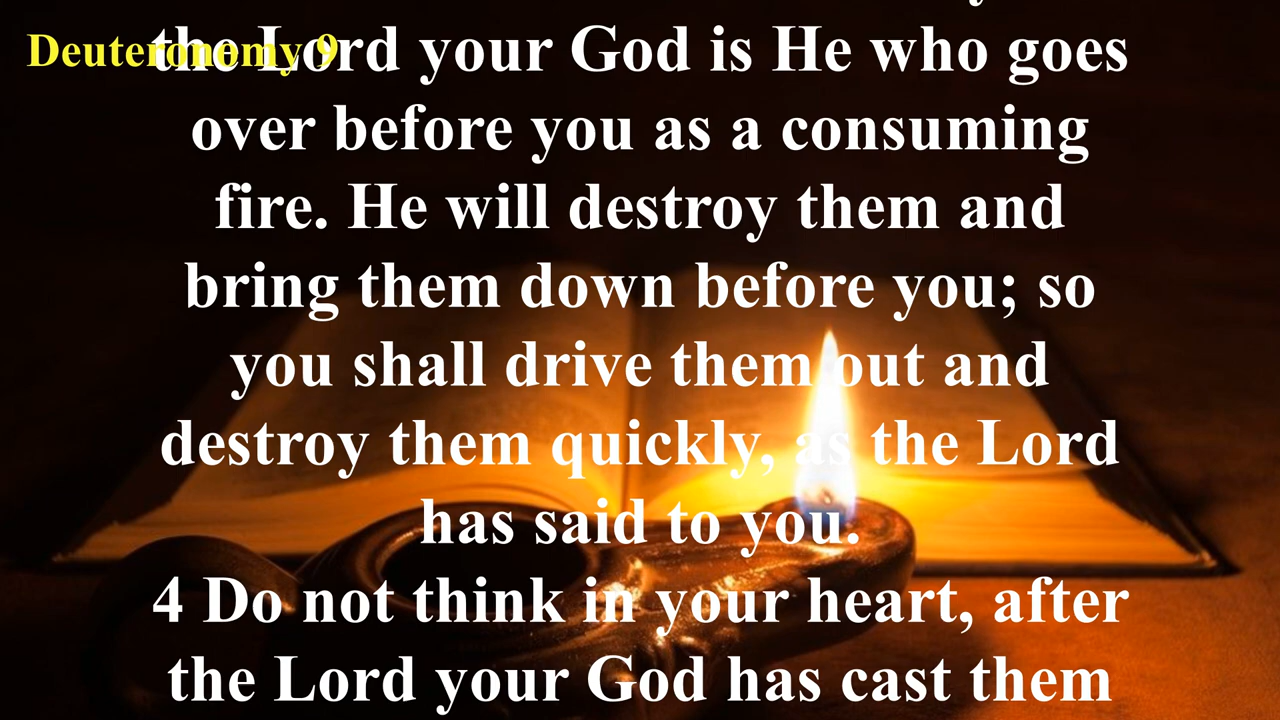 Deuteronomy 9
the Lord your God is He who goes
over before you as a consuming
fire. He will destroy them and
bring them down before you; so
you shall drive them out and
destroy them quickly, as the Lord
has said to you.
4 Do not think in your heart, after
the Lord your God has cast them